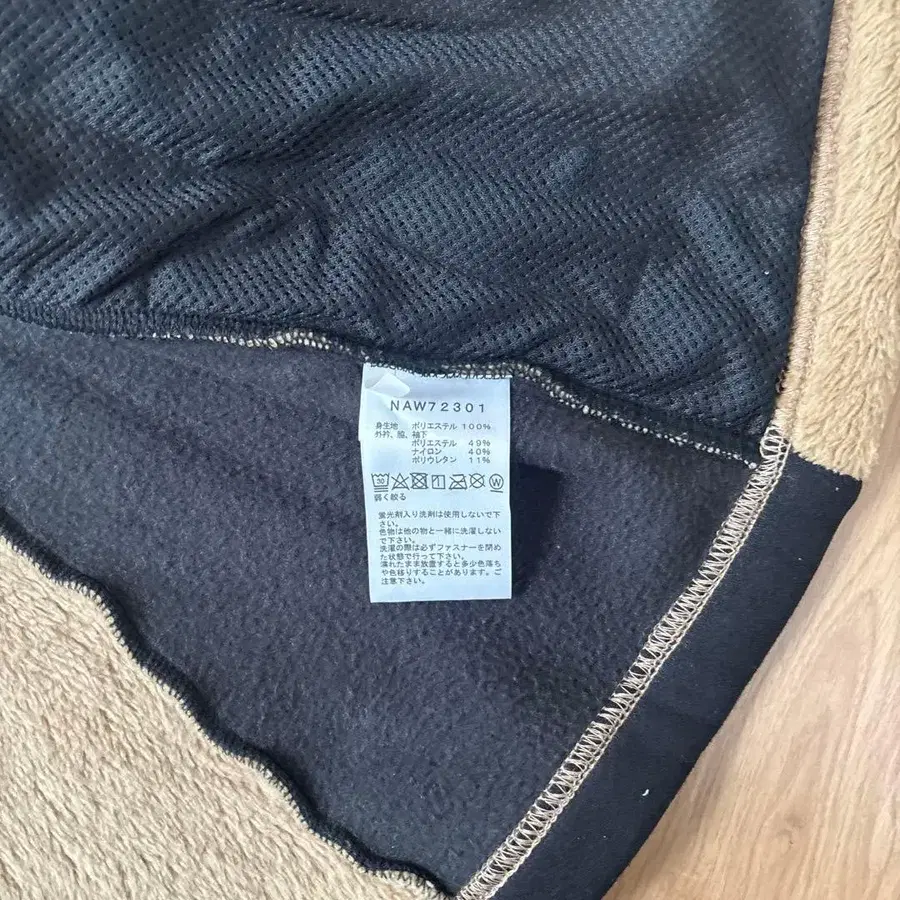 NAW72301
身生地 ポリエステル 100%
外衿、脇、袖下
ポリエステル 49%
ナイロン 40%
ポリウレタン 11%
30 W
弱く絞る
蛍光剤入り洗剤は使用しないで下
さい。
色物は他の物と一緒に洗濯しない
で下さい。
洗濯の際は必ずファスナーを閉め
た状態で行って下さい。
濡れたまま放置すると多少色落ち
や色移りすることがあります。ご
注意下さい。